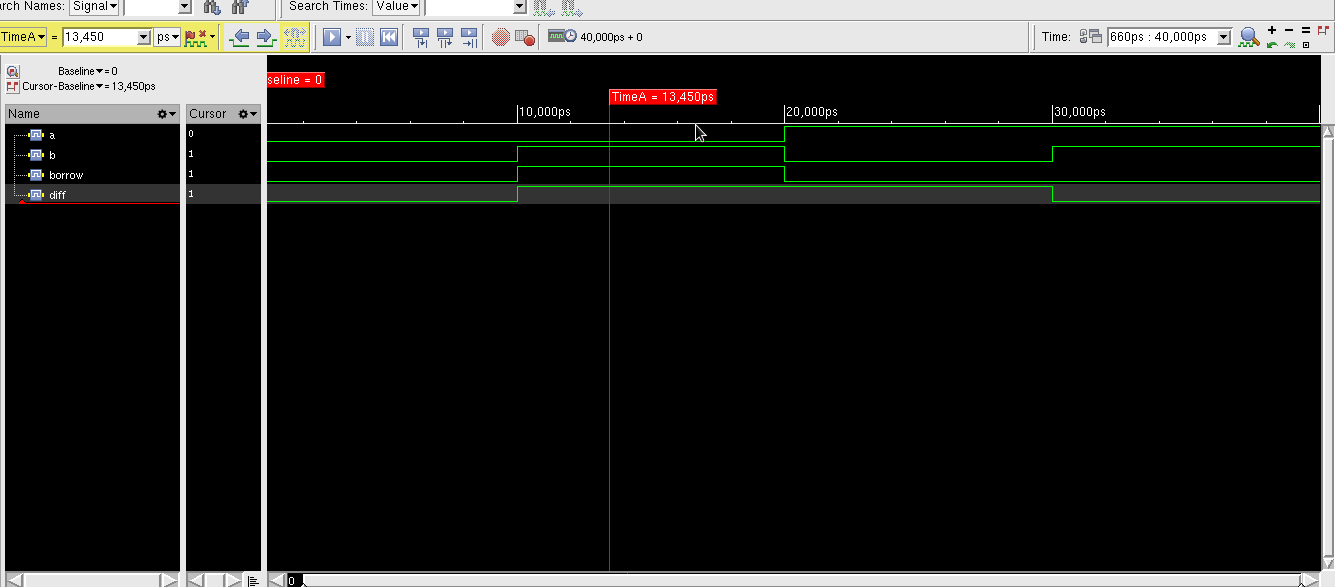 rch Names: Signal Search Times: Value
TimeA = 13,450 ps 40,000ps + 0 Time: 660ps : 40,000ps
Baseline = 0
Cursor-Baseline = 13,450ps
seline = 0
TimeA = 13,450ps
Name Cursor
10,000ps 20,000ps 30,000ps
a 0
b 1
borrow 1
diff 1
0